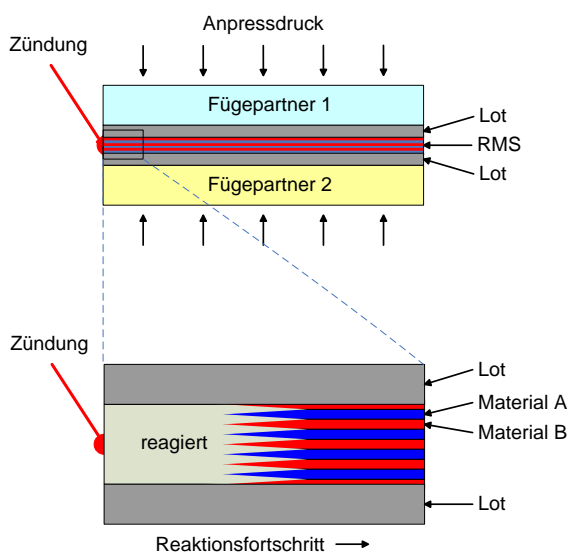 Anpressdruck
Zündung
Fügepartner 1
Lot
RMS
Lot
Fügepartner 2
Zündung
Lot
Material A
Material B
reagiert
Lot
Reaktionsfortschritt